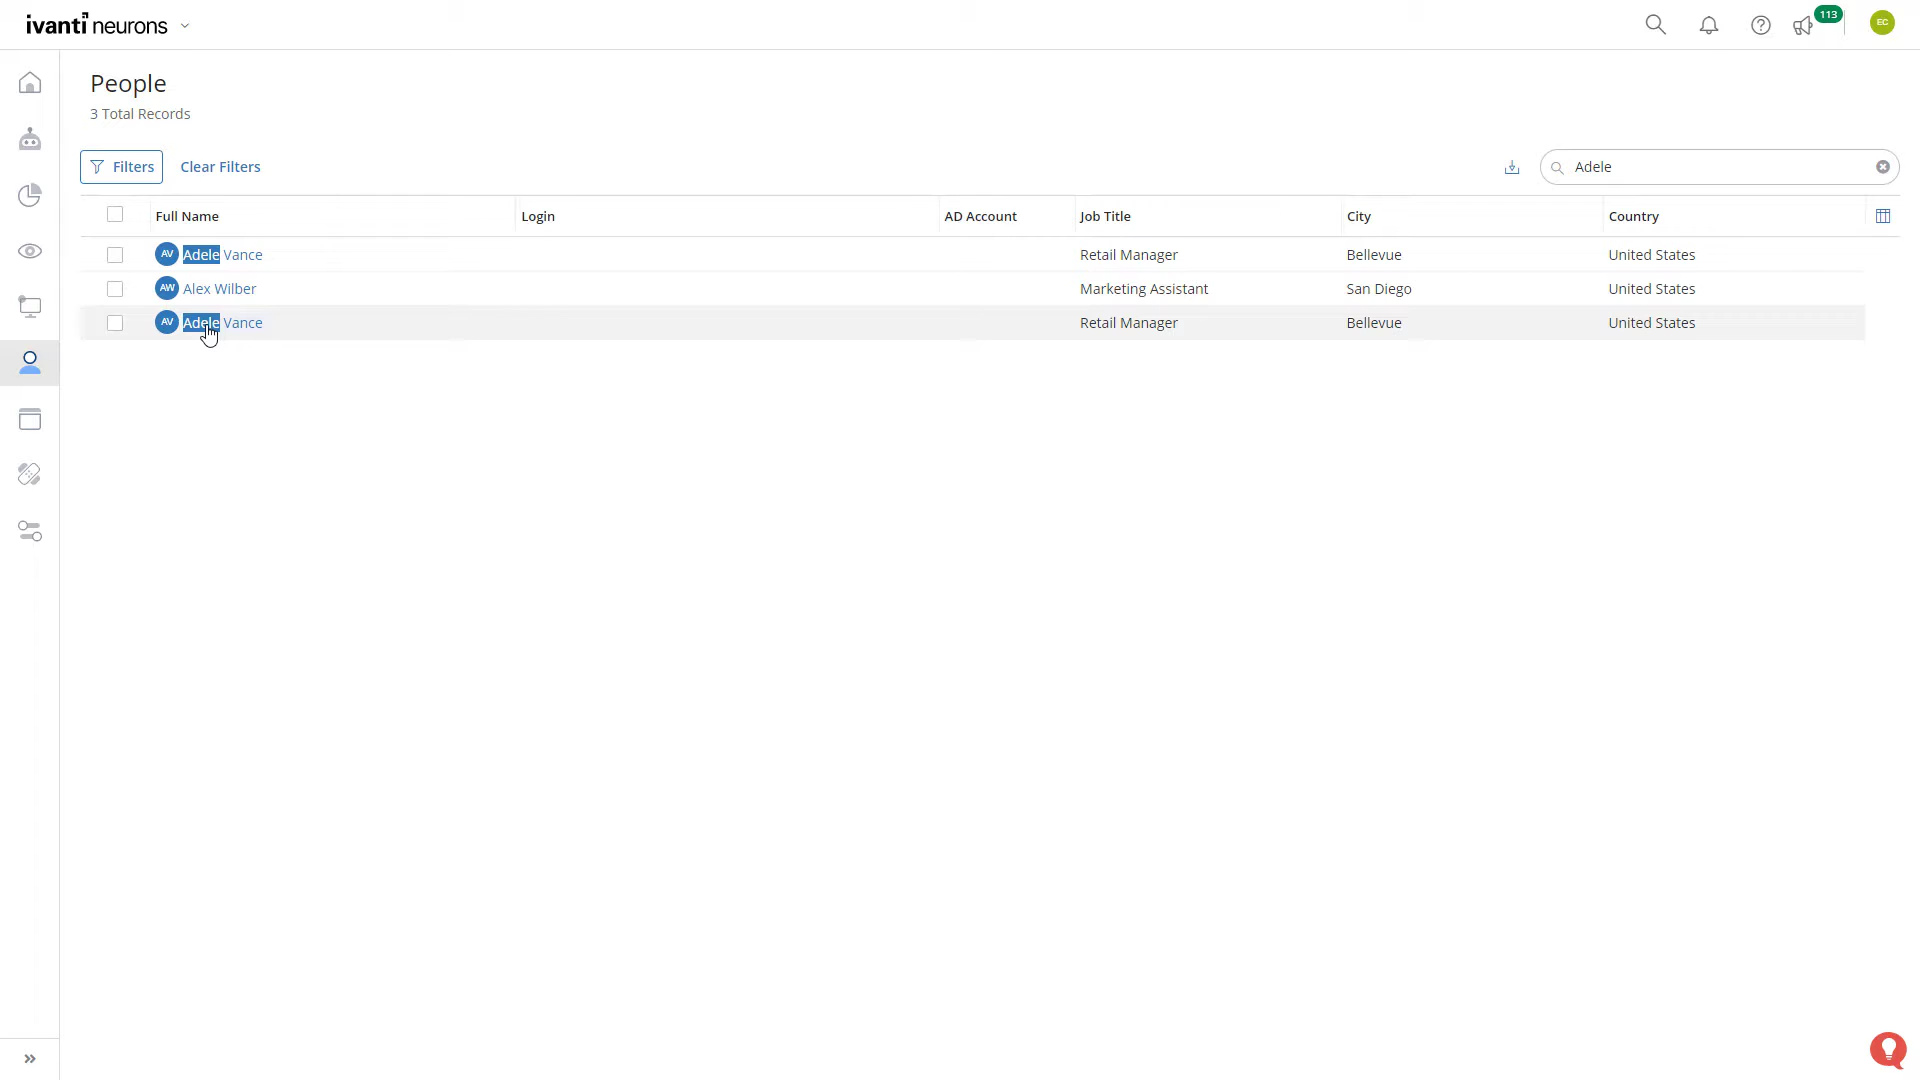 ivanti neurons
113
EC
People
3 Total Records
Filters
Clear Filters
Adele
Full Name
Login
AD Account
Job Title
City
Country
AV Adele Vance
Retail Manager
Bellevue
United States
AW Alex Wilber
Marketing Assistant
San Diego
United States
AV Adele Vance
Retail Manager
Bellevue
United States